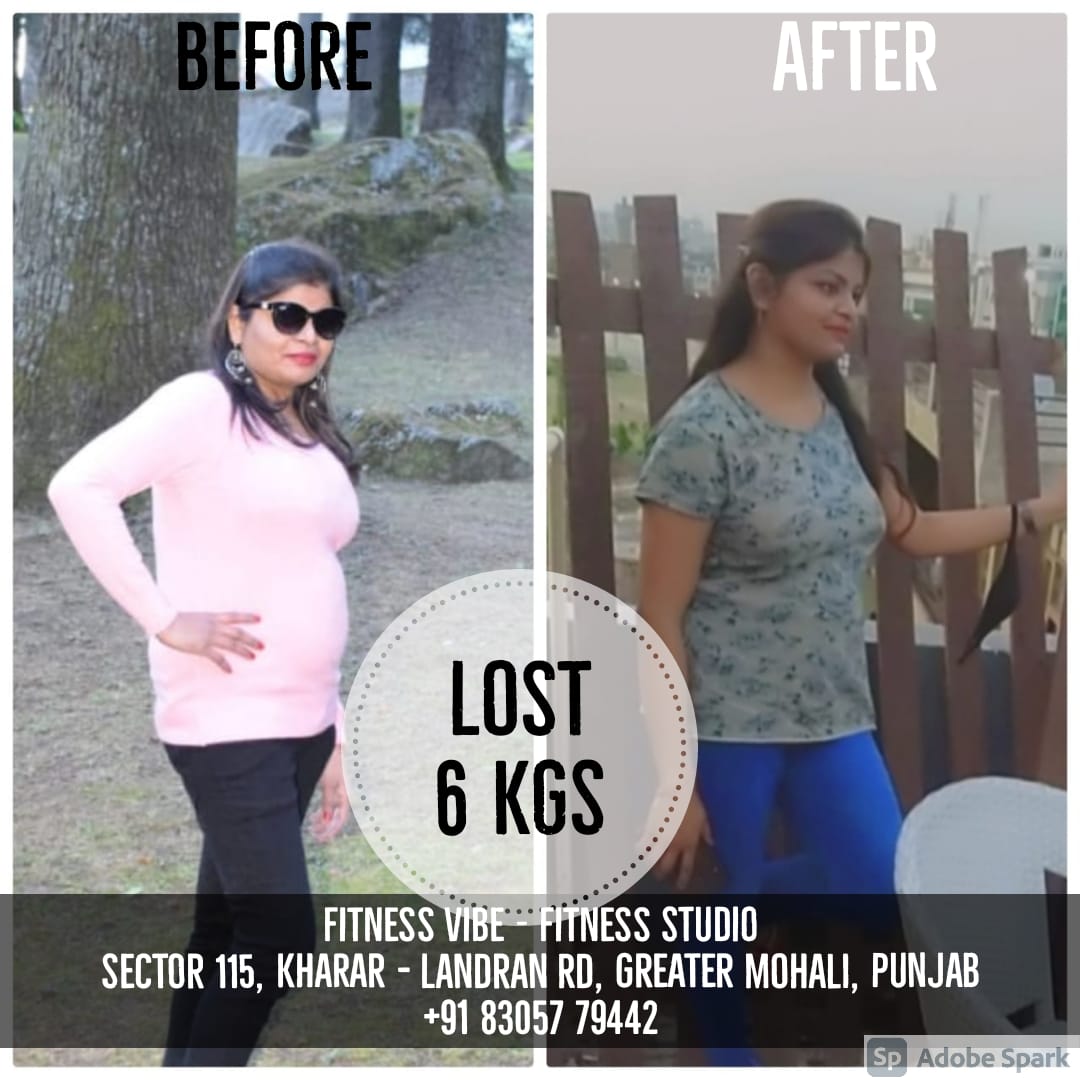 BEFORE
AFTER
LOST
6 KGS
FITNESS VIBE - FITNESS STUDIO
SECTOR 115, KHARAR - LANDRAN RD, GREATER MOHALI, PUNJAB
+91 83057 79442
Sp Adobe Spark